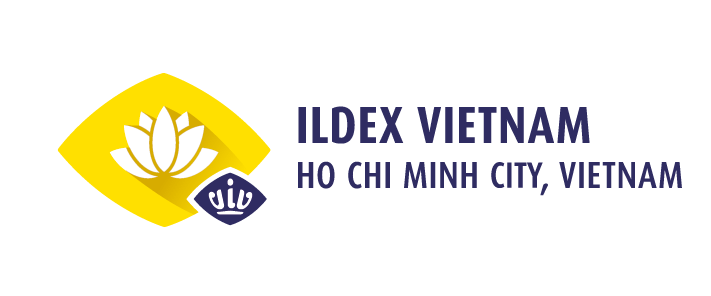 ILDEX VIETNAM
HO CHI MINH CITY, VIETNAM
viv